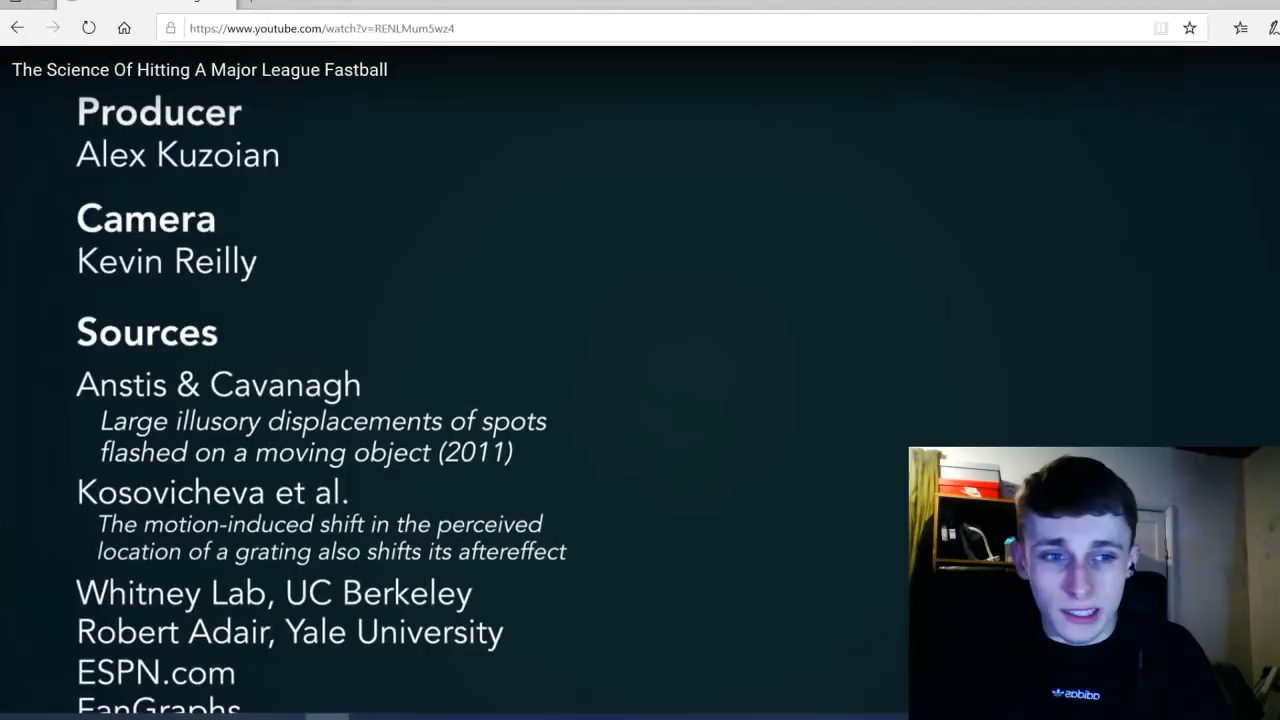 https://www.youtube.com/watch?v=RENLMum5wz4
The Science Of Hitting A Major League Fastball
Producer
Alex Kuzoian
Camera
Kevin Reilly
Sources
Anstis & Cavanagh
Large illusory displacements of spots
flashed on a moving object (2011)
Kosovicheva et al.
The motion-induced shift in the perceived
location of a grating also shifts its aftereffect
Whitney Lab, UC Berkeley
Robert Adair, Yale University
ESPN.com
FanGraphs
adidas